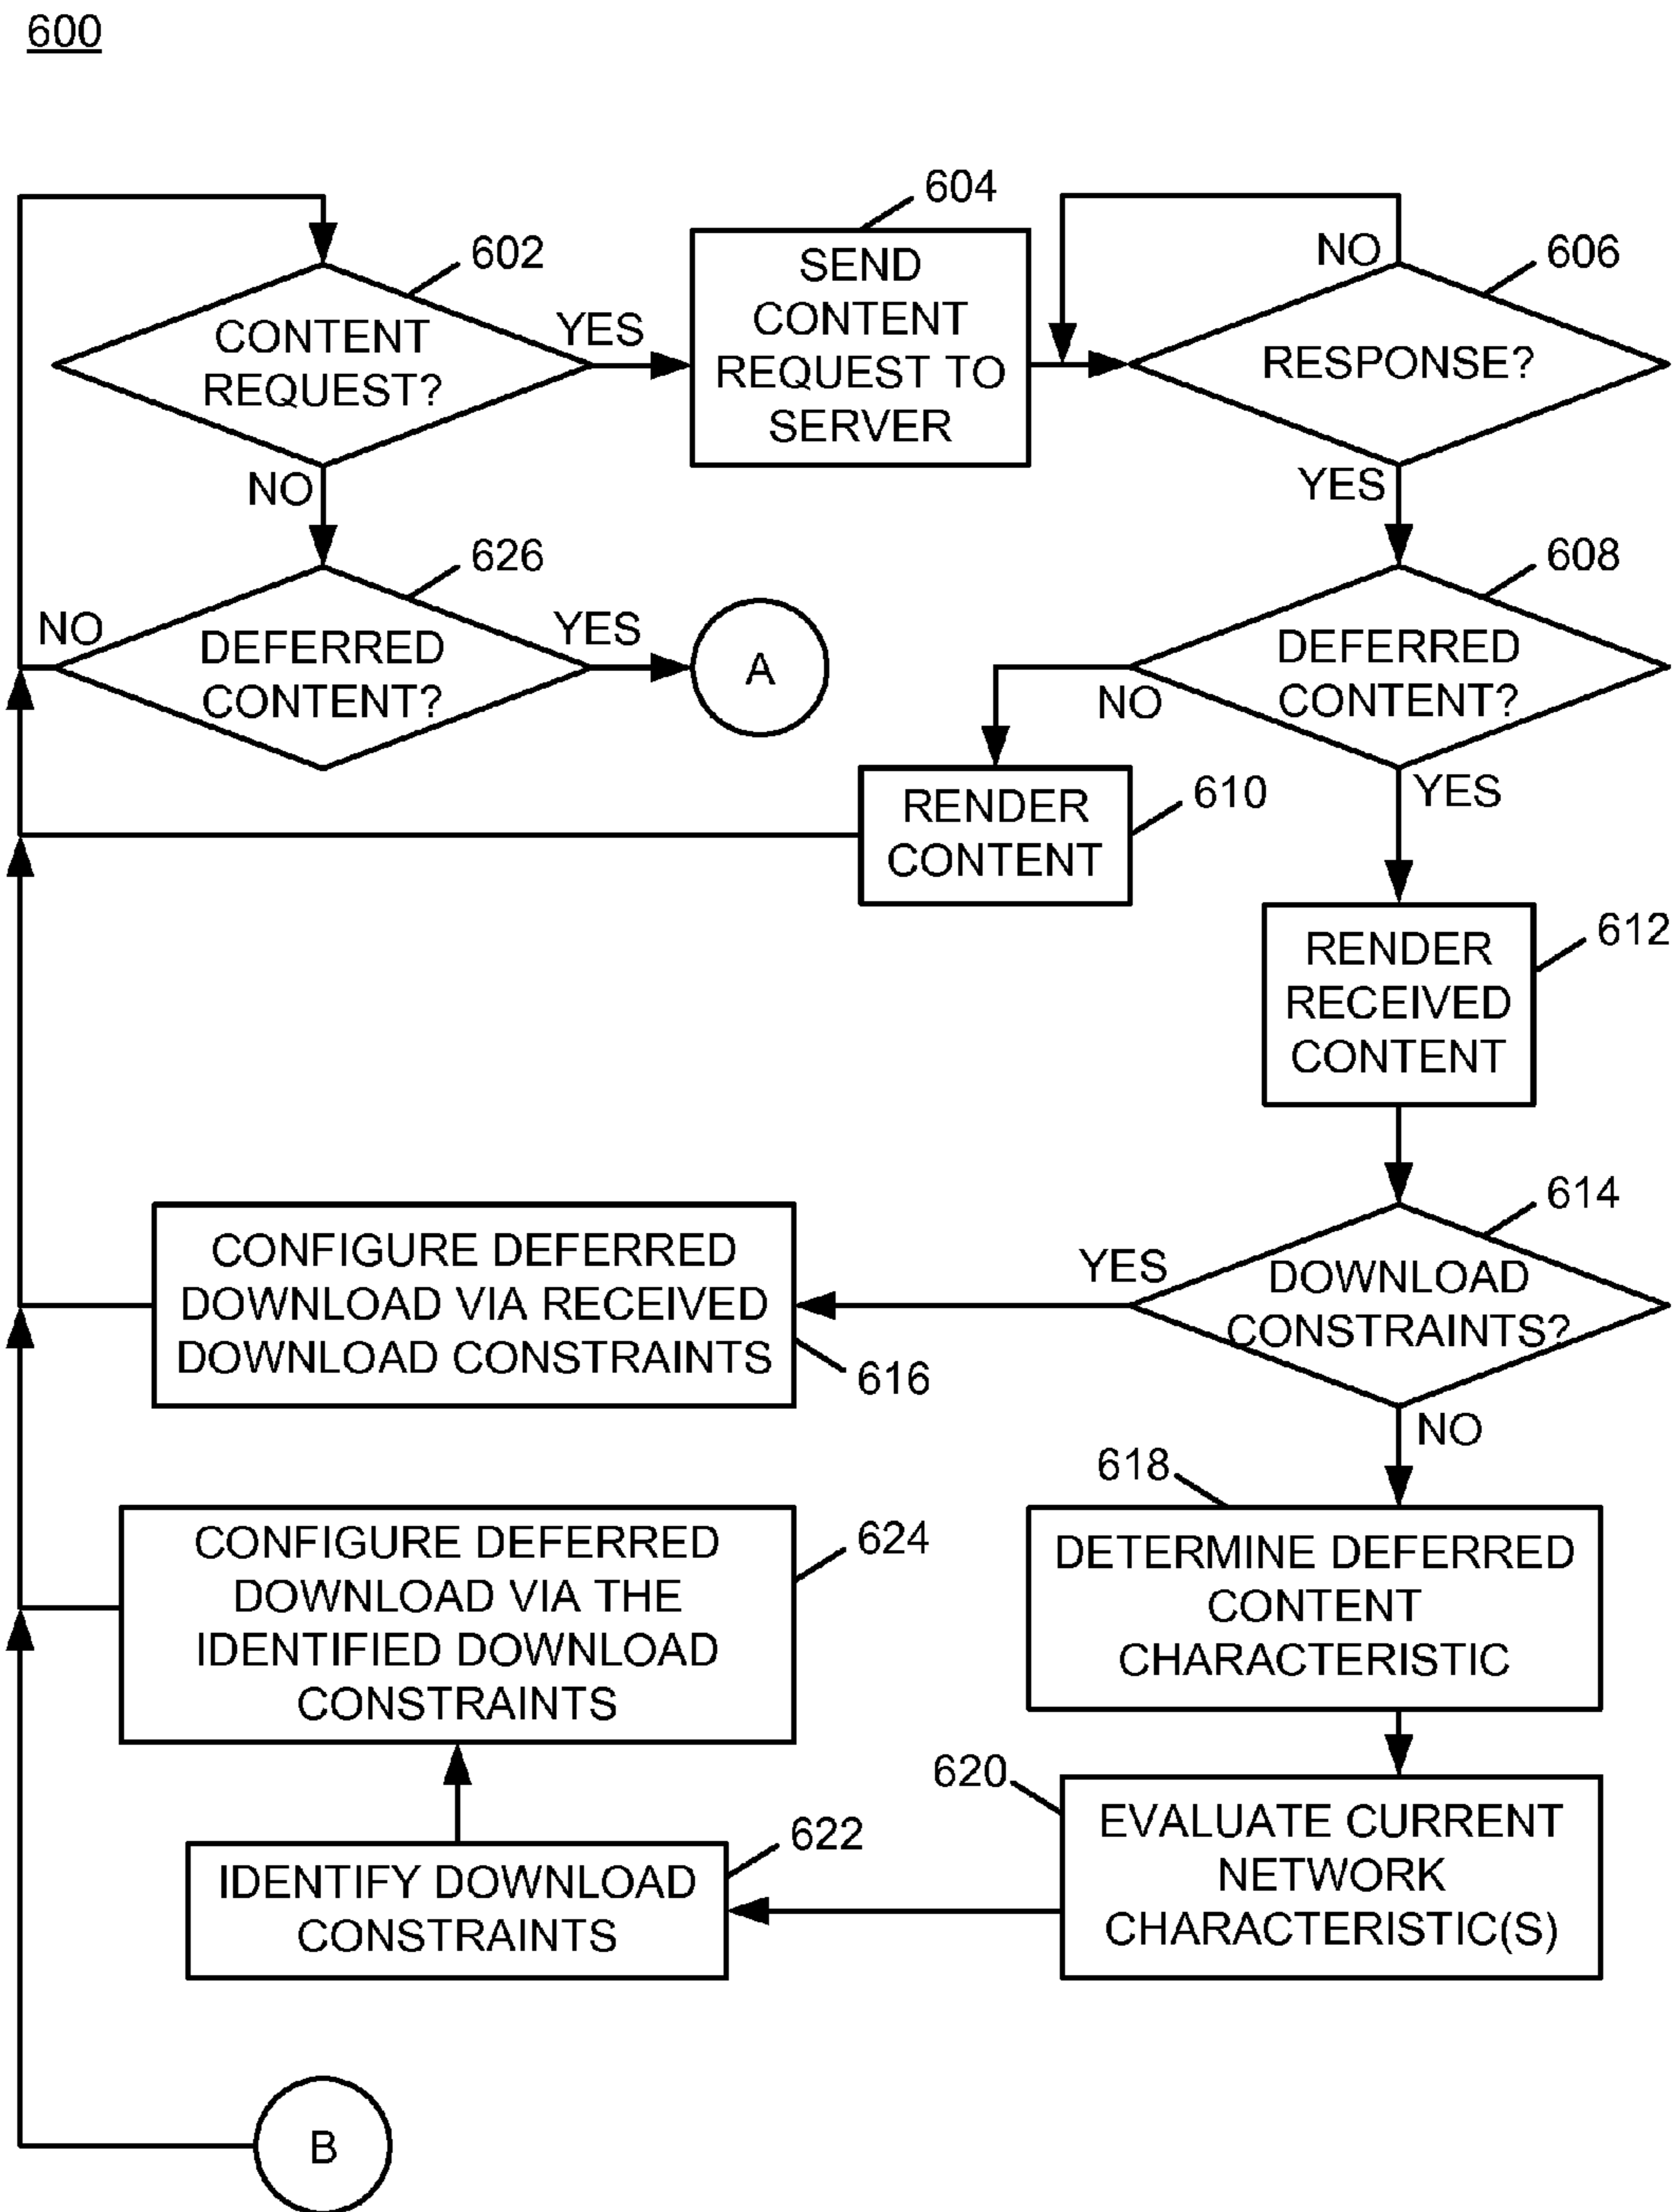 600
602
CONTENT
REQUEST?
YES
NO
604
SEND
CONTENT
REQUEST TO
SERVER
NO
606
RESPONSE?
YES
626
NO
DEFERRED
CONTENT?
YES
A
608
DEFERRED
CONTENT?
NO
YES
610
RENDER
CONTENT
612
RENDER
RECEIVED
CONTENT
614
DOWNLOAD
CONSTRAINTS?
YES
NO
CONFIGURE DEFERRED
DOWNLOAD VIA RECEIVED
DOWNLOAD CONSTRAINTS
616
618
DETERMINE DEFERRED
CONTENT
CHARACTERISTIC
624
CONFIGURE DEFERRED
DOWNLOAD VIA THE
IDENTIFIED DOWNLOAD
CONSTRAINTS
620
EVALUATE CURRENT
NETWORK
CHARACTERISTIC(S)
622
IDENTIFY DOWNLOAD
CONSTRAINTS
B